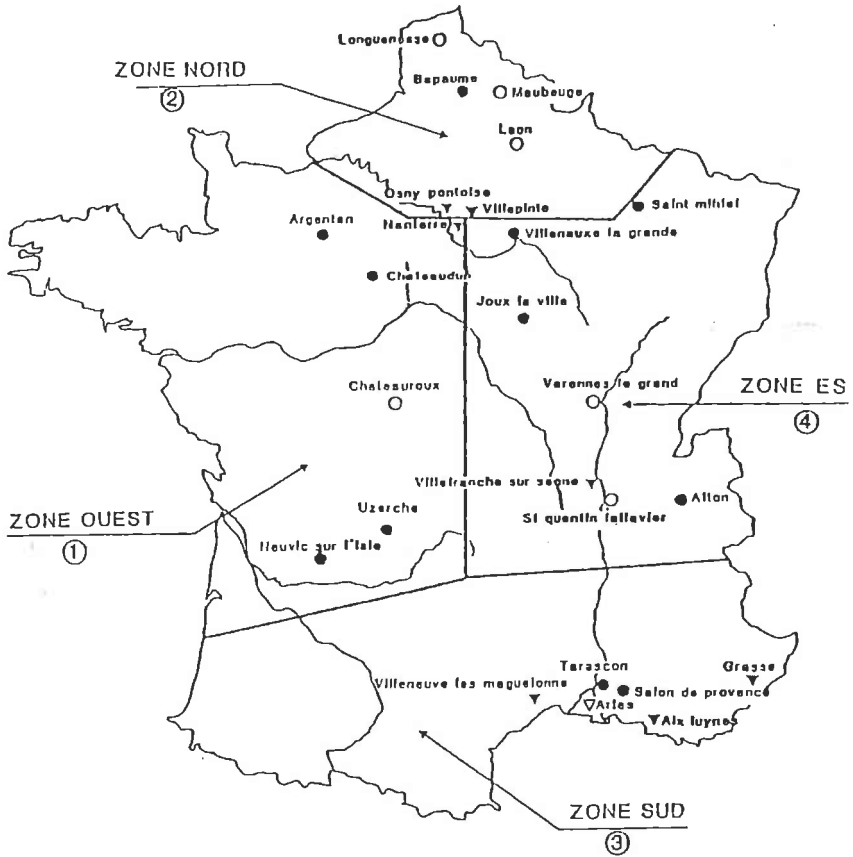 Longuenesse
ZONE NORD
②
Bapaume
Maubeuge
Laon
Osny pontoise
Villepinte
Saint mihiel
Argentan
Nanterre
Villenauxe la grande
Chateaudun
Joux la ville
Chateauroux
Varennes le grand
ZONE ES
④
Villefranche sur saone
Aiton
St quentin fallavier
Uzerche
ZONE OUEST
①
Neuvic sur l'isle
Tarascon
Grasse
Villeneuve les maguelonne
Salon de provence
Arles
Aix luynes
ZONE SUD
③